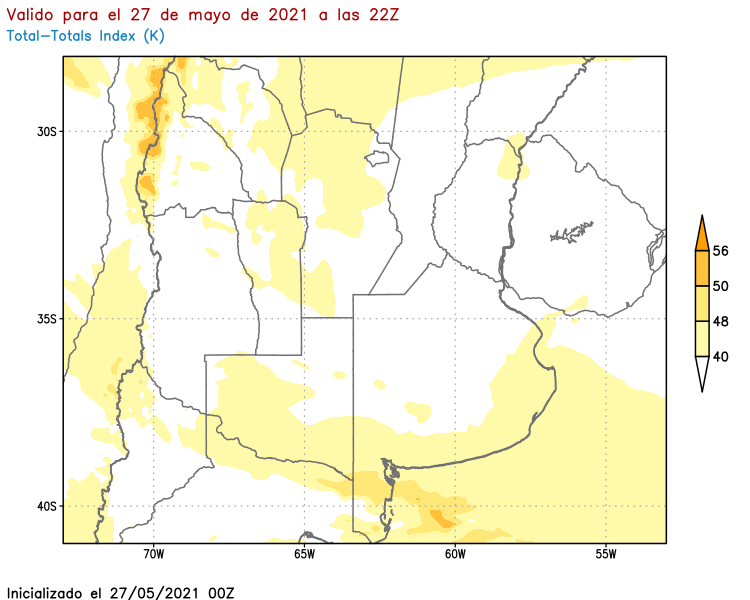 Valido para el 27 de mayo de 2021 a las 22Z
Total-Totals Index (K)
30S
35S
40S
70W
65W
60W
55W
56
50
48
40
Inicializado el 27/05/2021 00Z